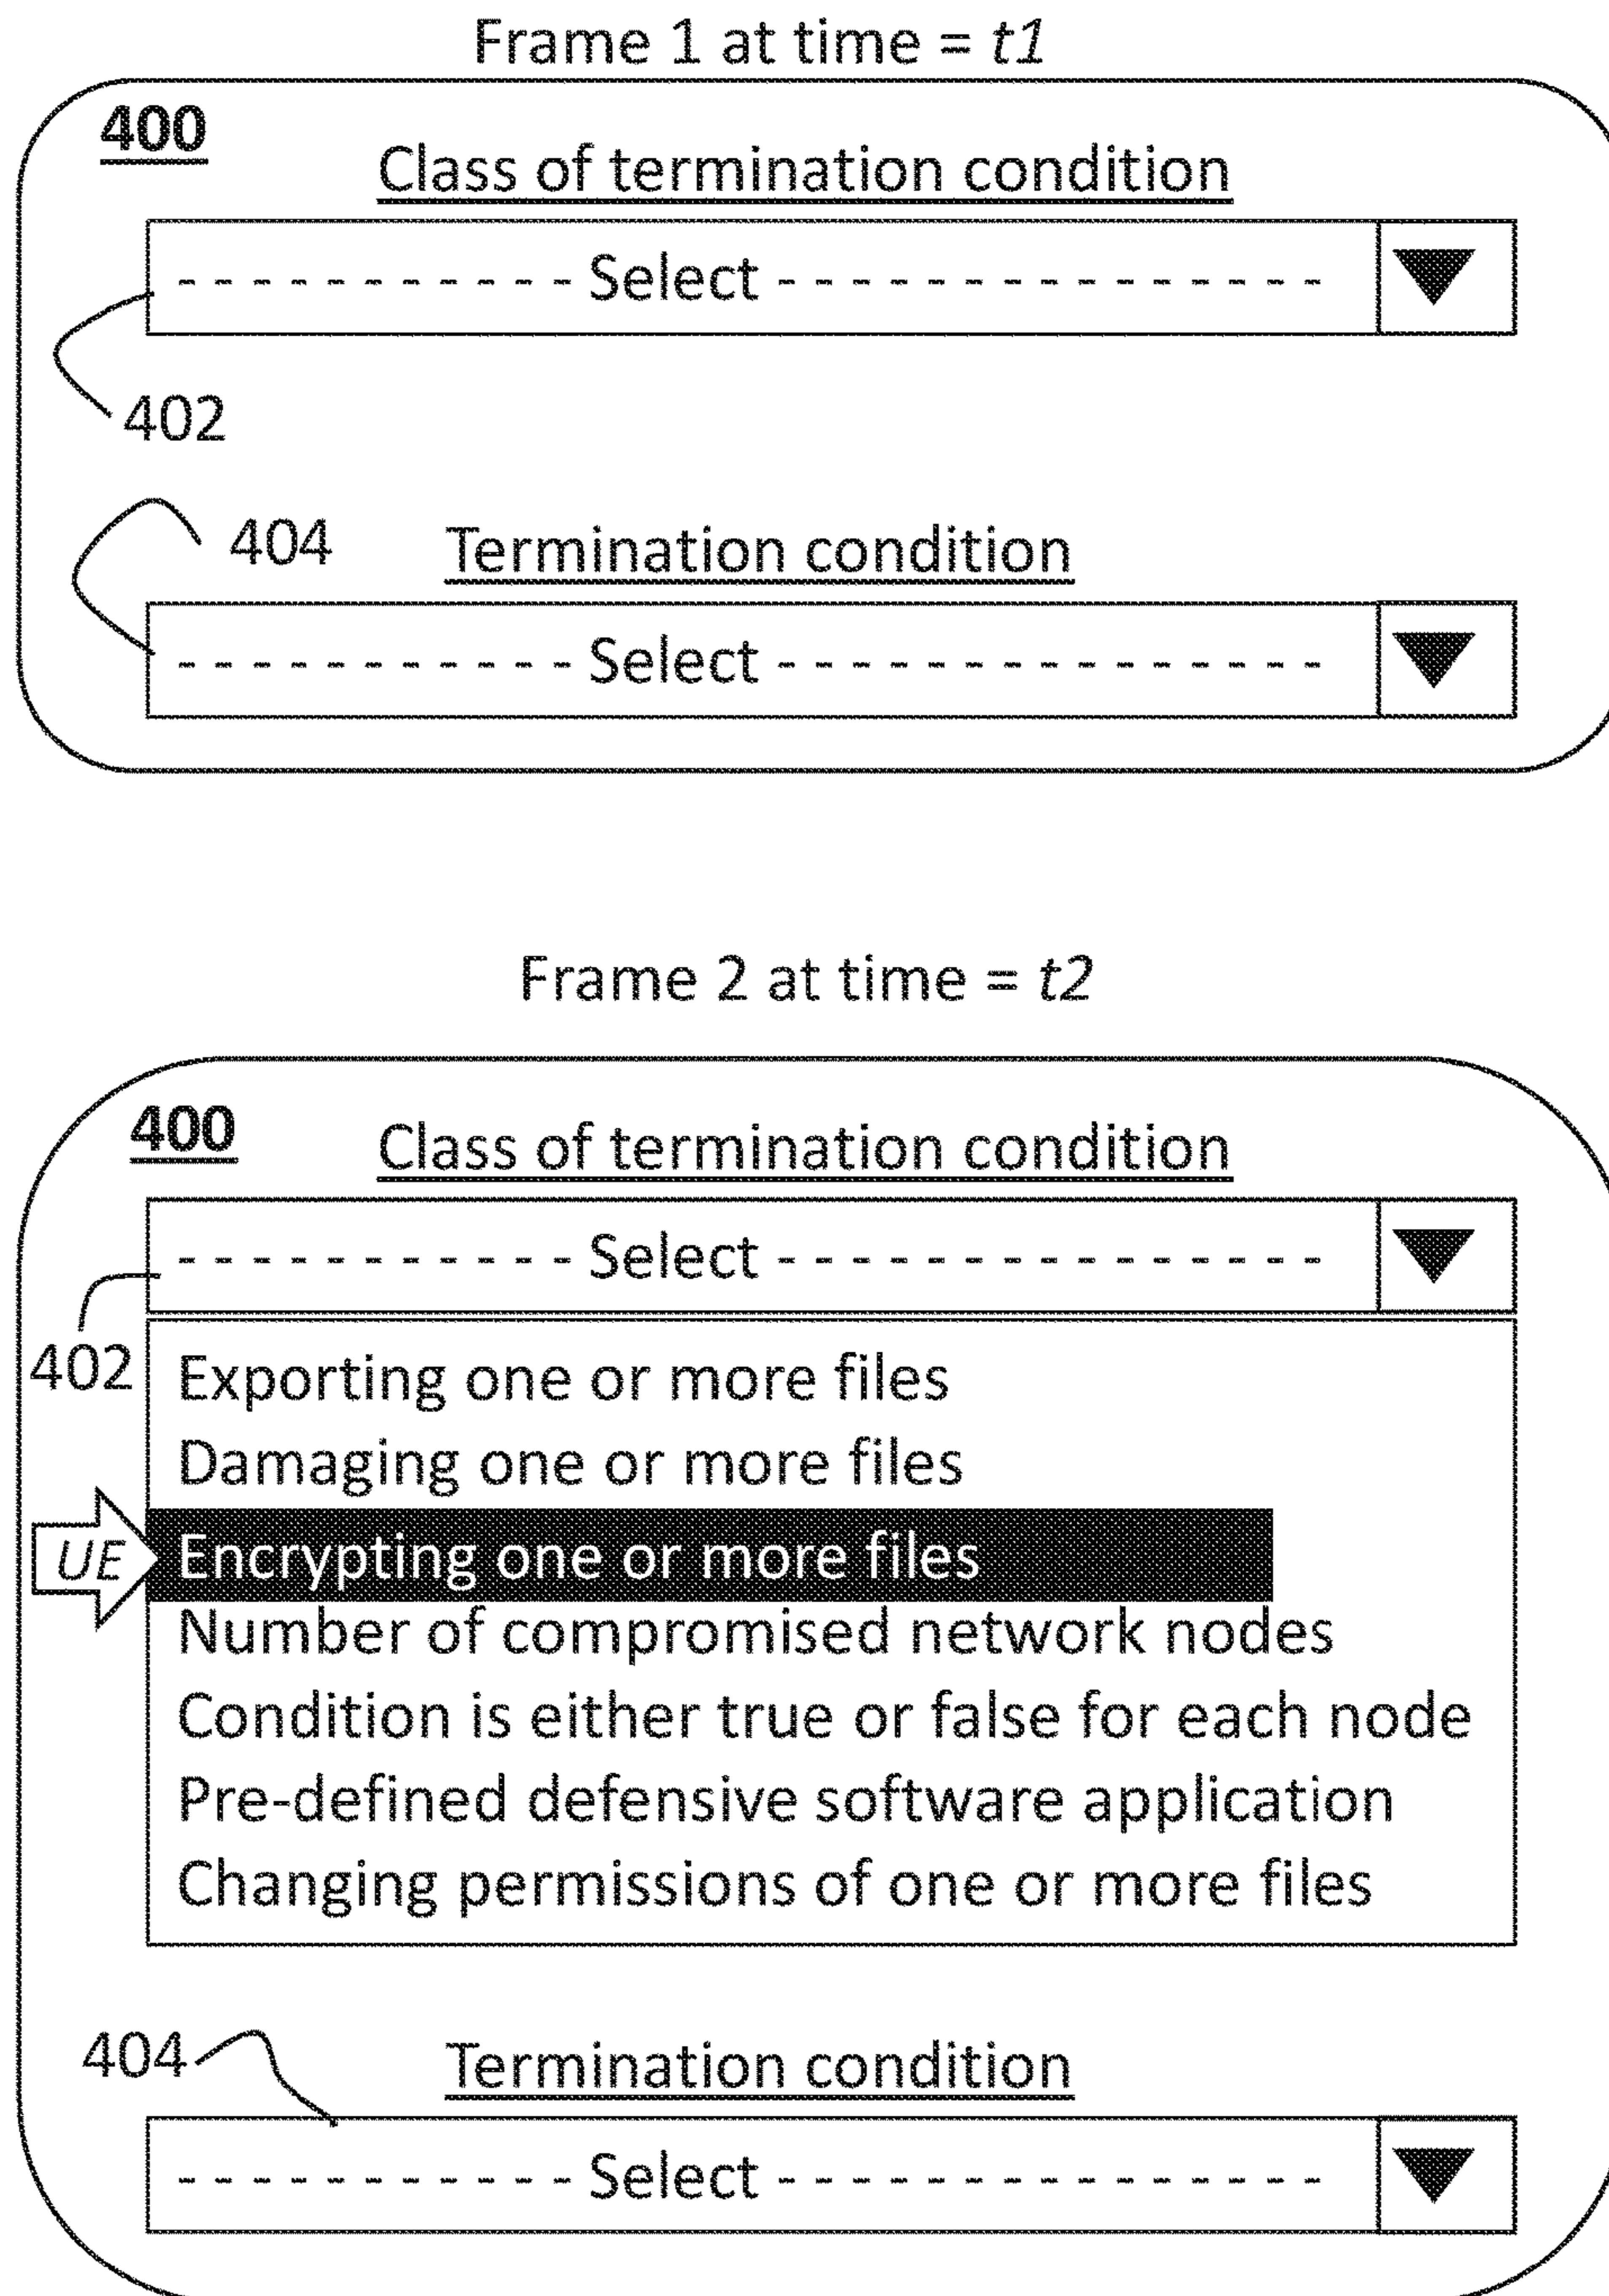 Frame 1 at time = t1
400
Class of termination condition
- - - - - - - - - - - Select - - - - - - - - - - - - - - -
402
404 Termination condition
- - - - - - - - - - - Select - - - - - - - - - - - - - - -
Frame 2 at time = t2
400 Class of termination condition
- - - - - - - - - - - Select - - - - - - - - - - - - - - -
402
Exporting one or more files
Damaging one or more files
UE Encrypting one or more files
Number of compromised network nodes
Condition is either true or false for each node
Pre-defined defensive software application
Changing permissions of one or more files
404 Termination condition
- - - - - - - - - - - Select - - - - - - - - - - - - - - -